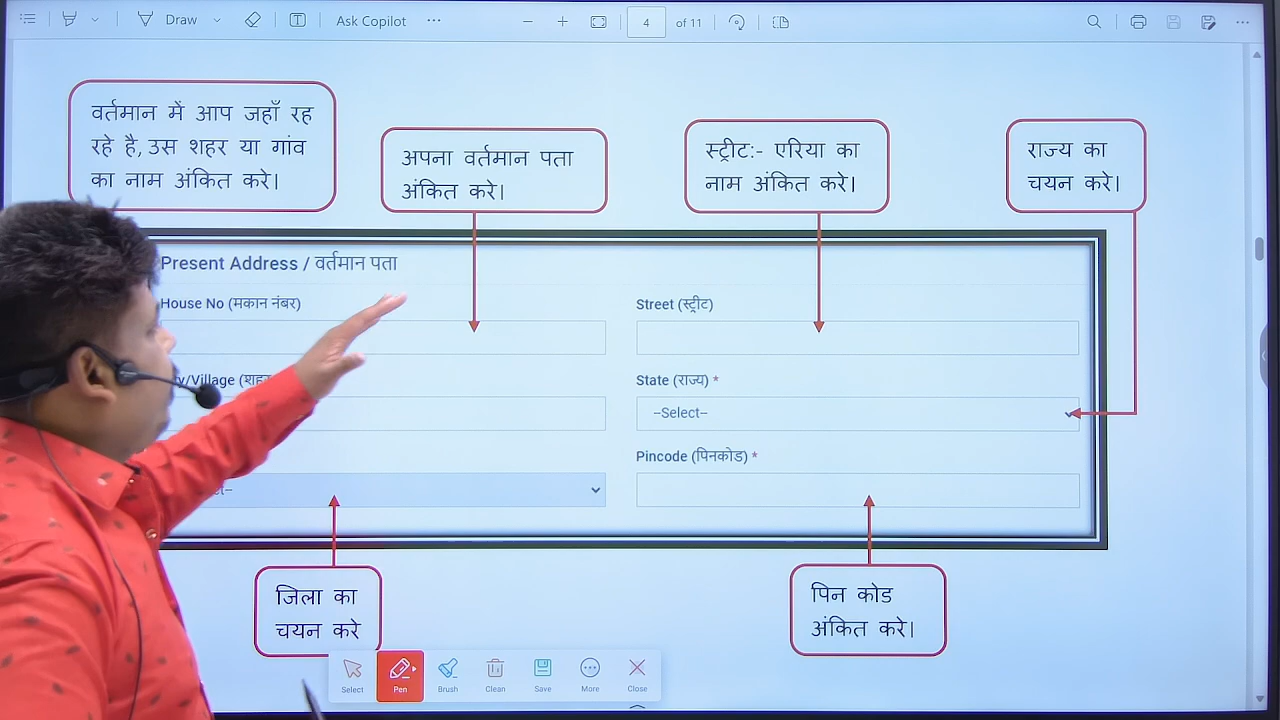 Draw
Ask Copilot
4 of 11
वर्तमान में आप जहाँ रह
रहे है, उस शहर या गांव
का नाम अंकित करे।
अपना वर्तमान पता
अंकित करे।
स्ट्रीट:- एरिया का
नाम अंकित करे।
राज्य का
चयन करे।
Present Address / वर्तमान पता
House No (मकान नंबर)
Street (स्ट्रीट)
State (राज्य) *
--Select--
Pincode (पिनकोड) *
जिला का
चयन करे
पिन कोड
अंकित करे।
Select
Pen
Brush
Clean
Save
More
Close